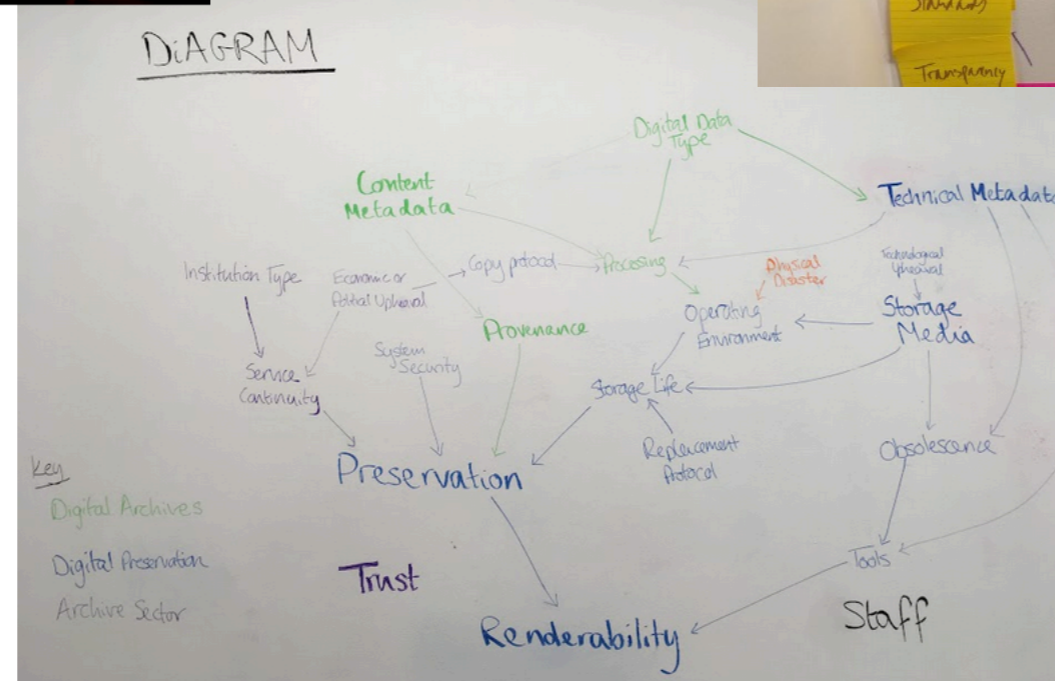 Standards
Transparency
DiAGRAM
Digital Data
Type
Content
Metadata
Technical Metadata
Institution Type
Economic or
Political Upheaval
Copy protocol
Processing
Physical
Disaster
Technological
Upheaval
Storage
Media
Operating
Environment
Provenance
System
Security
Service
Continuity
Storage Life
Replacement
Protocol
Obsolescence
Preservation
Key
Digital Archives
Digital Preservation
Archive Sector
Trust
Tools
Staff
Renderability